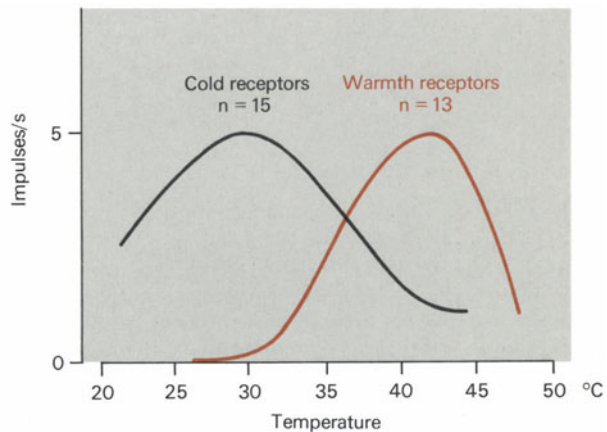 Cold receptors
n = 15
Warmth receptors
n = 13
Impulses/s
5
0
20 25 30 35 40 45 50 °C
Temperature